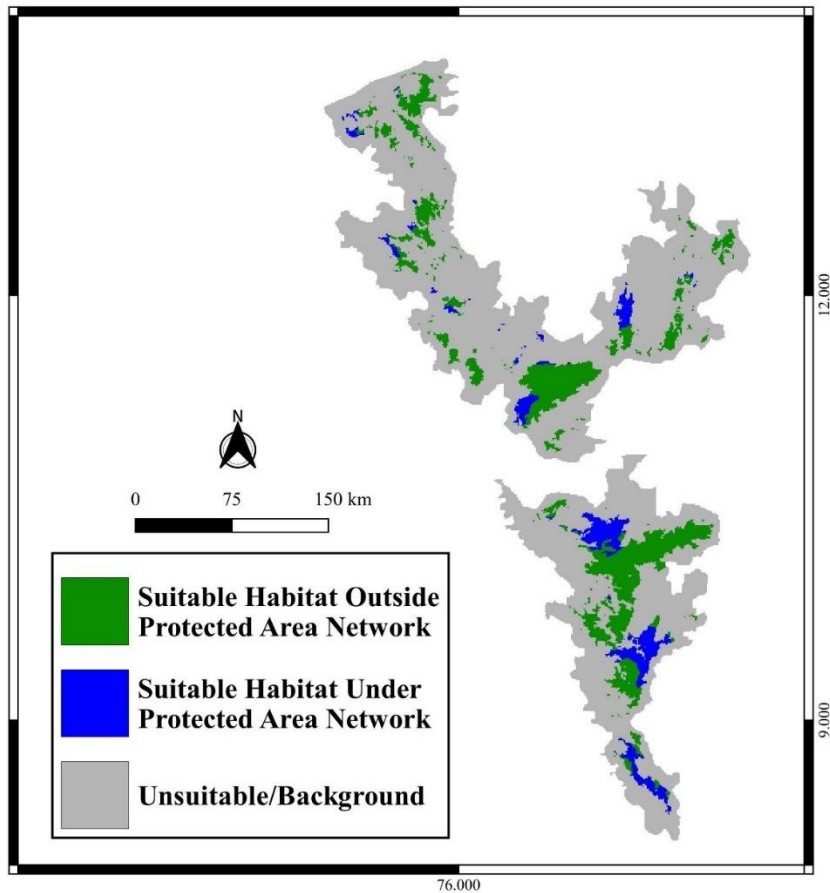 12.000
N
0 75 150 km
Suitable Habitat Outside
Protected Area Network
Suitable Habitat Under
Protected Area Network
Unsuitable/Background
9.000
76.000